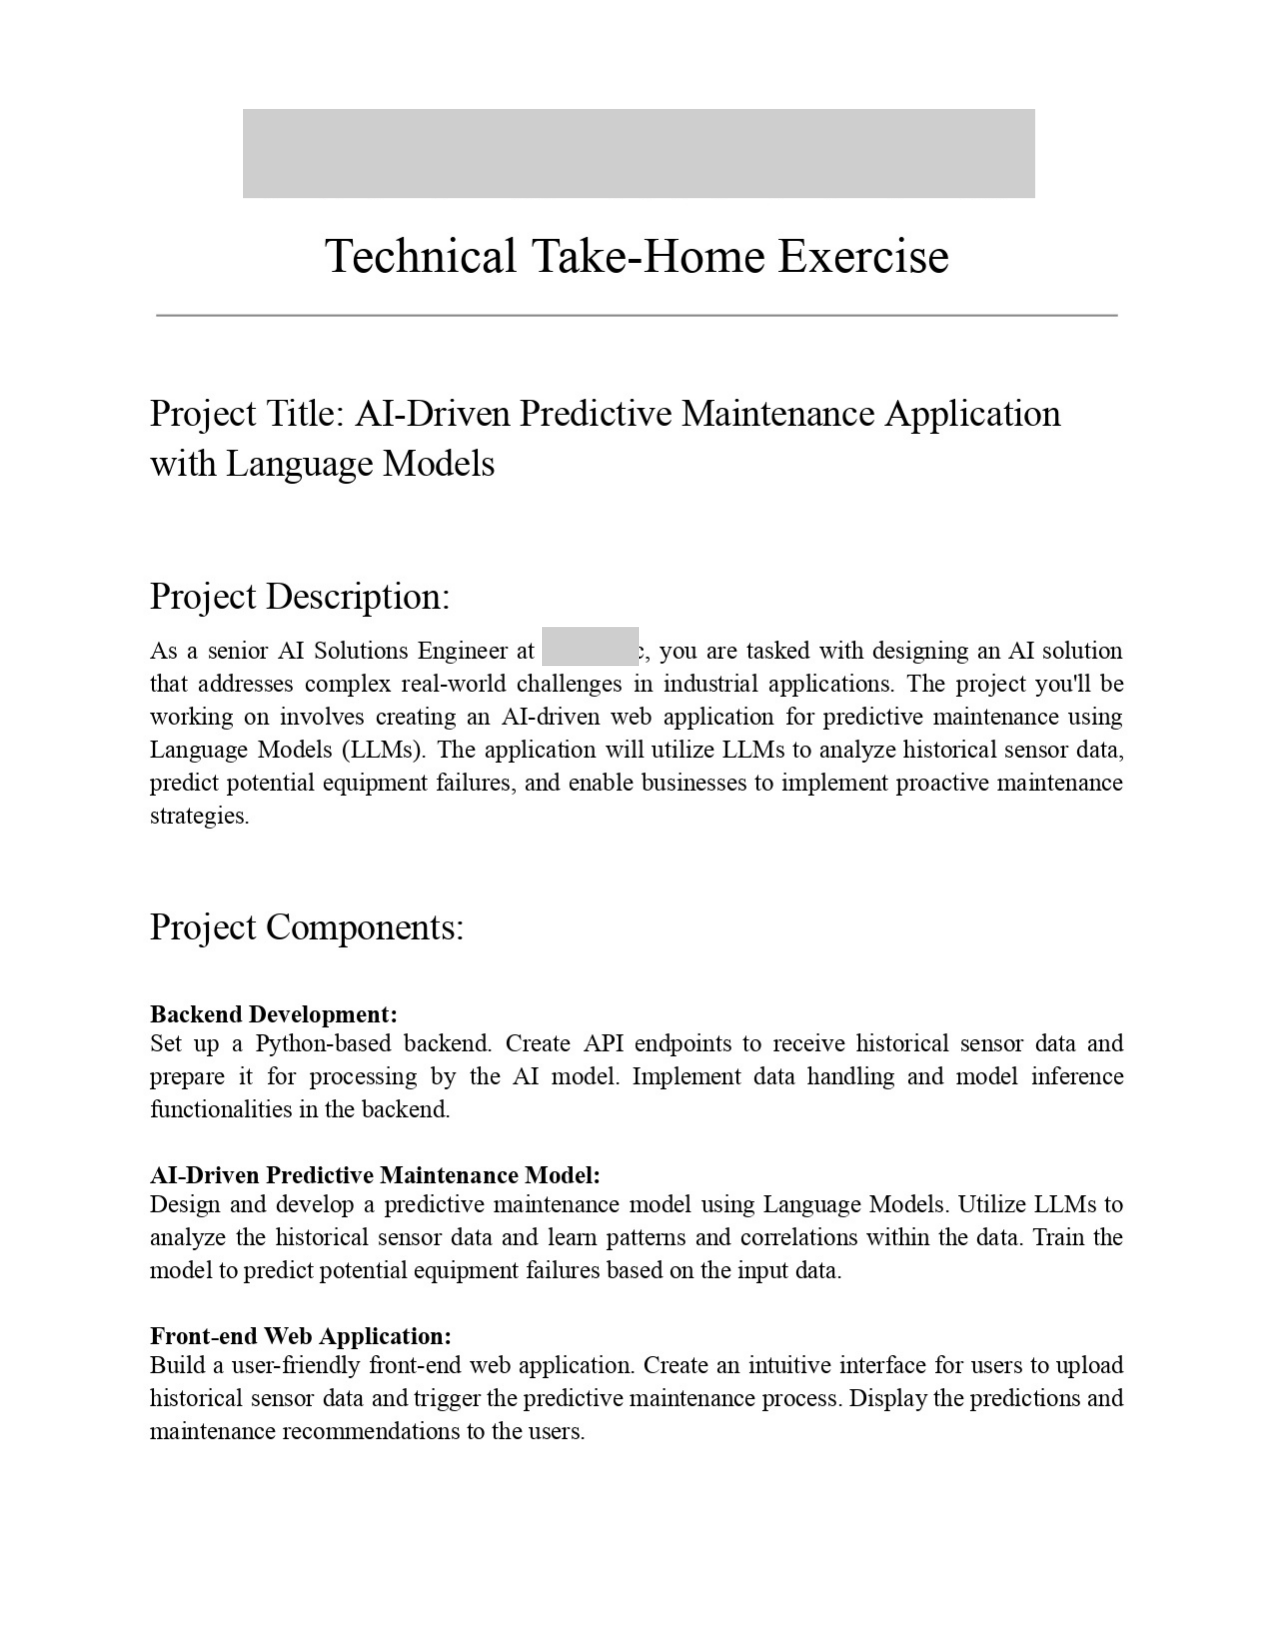 Technical Take-Home Exercise
Project Title: AI-Driven Predictive Maintenance Application
with Language Models
Project Description:
As a senior AI Solutions Engineer at , you are tasked with designing an AI solution
that addresses complex real-world challenges in industrial applications. The project you'll be
working on involves creating an AI-driven web application for predictive maintenance using
Language Models (LLMs). The application will utilize LLMs to analyze historical sensor data,
predict potential equipment failures, and enable businesses to implement proactive maintenance
strategies.
Project Components:
Backend Development:
Set up a Python-based backend. Create API endpoints to receive historical sensor data and
prepare it for processing by the AI model. Implement data handling and model inference
functionalities in the backend.
AI-Driven Predictive Maintenance Model:
Design and develop a predictive maintenance model using Language Models. Utilize LLMs to
analyze the historical sensor data and learn patterns and correlations within the data. Train the
model to predict potential equipment failures based on the input data.
Front-end Web Application:
Build a user-friendly front-end web application. Create an intuitive interface for users to upload
historical sensor data and trigger the predictive maintenance process. Display the predictions and
maintenance recommendations to the users.